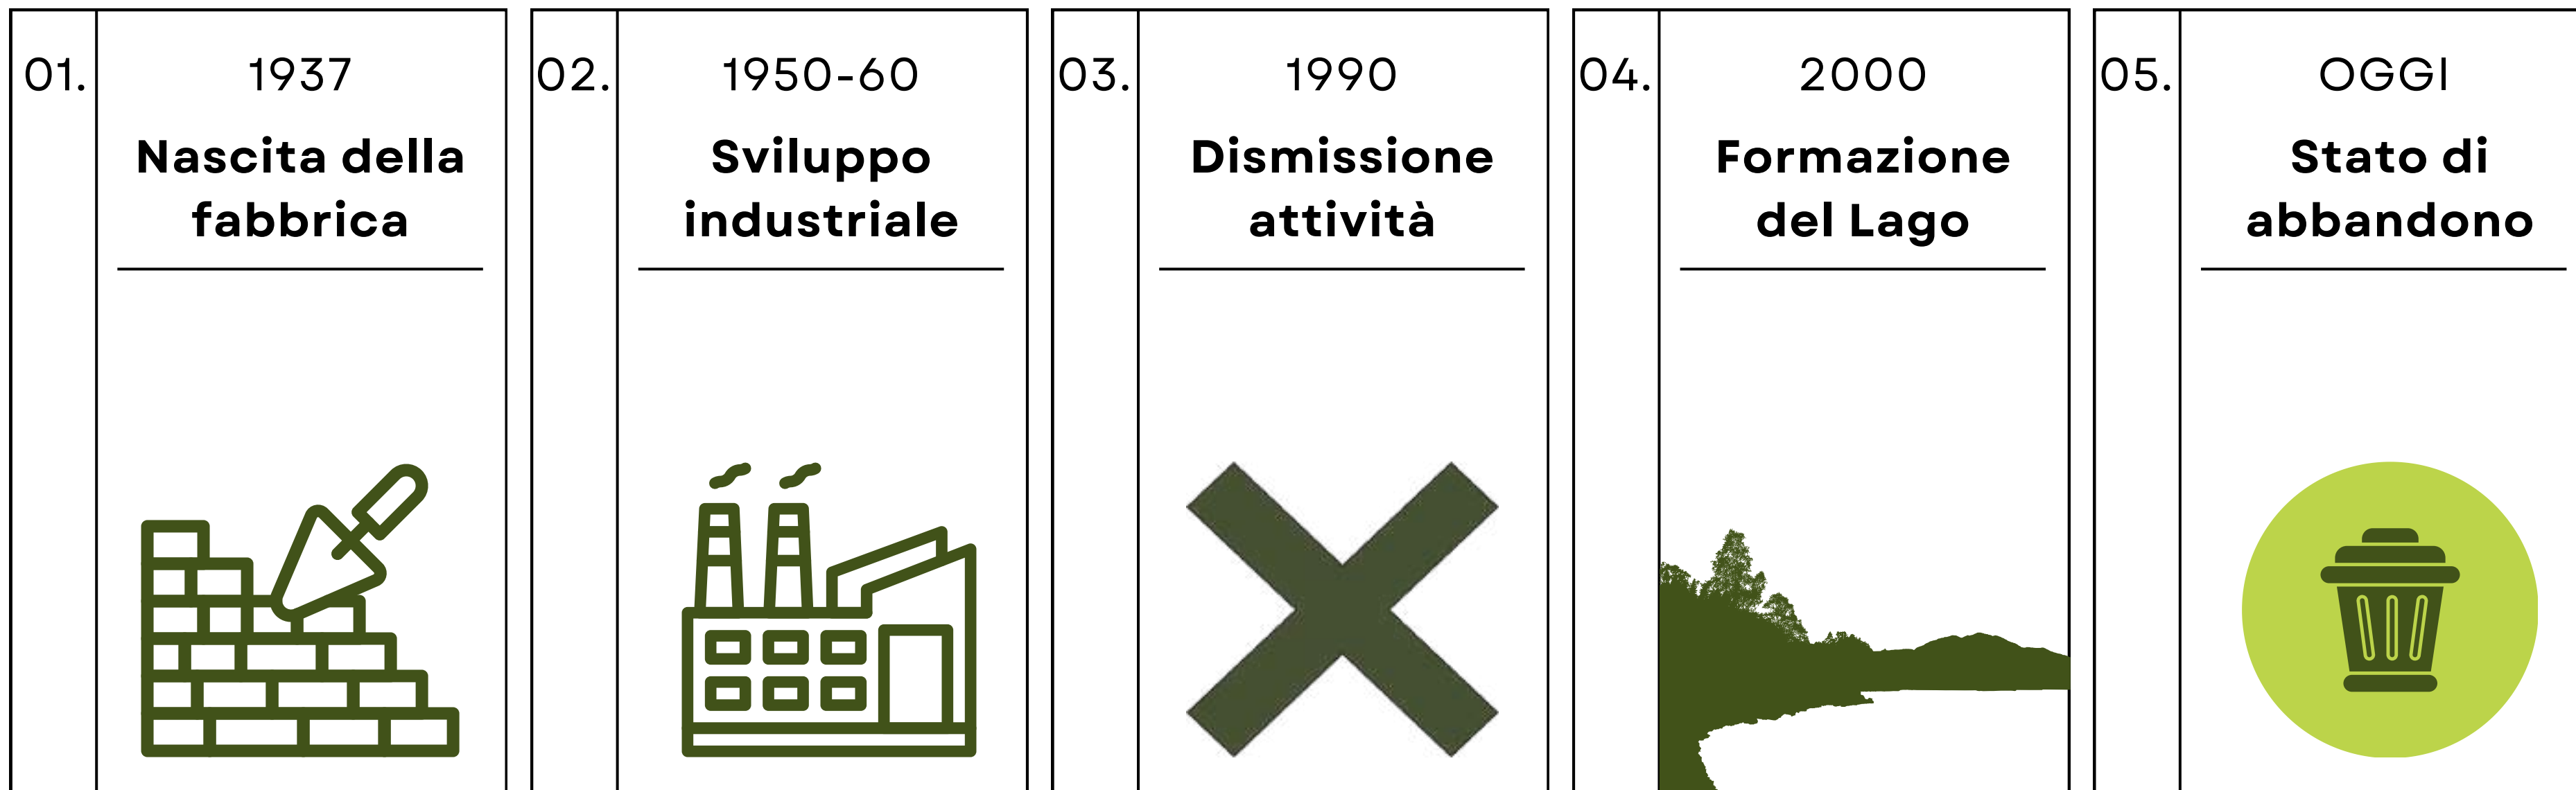 01.
1937
Nascita della
fabbrica
02.
1950-60
Sviluppo
industriale
03.
1990
Dismissione
attività
04.
2000
Formazione
del Lago
05.
OGGI
Stato di
abbandono